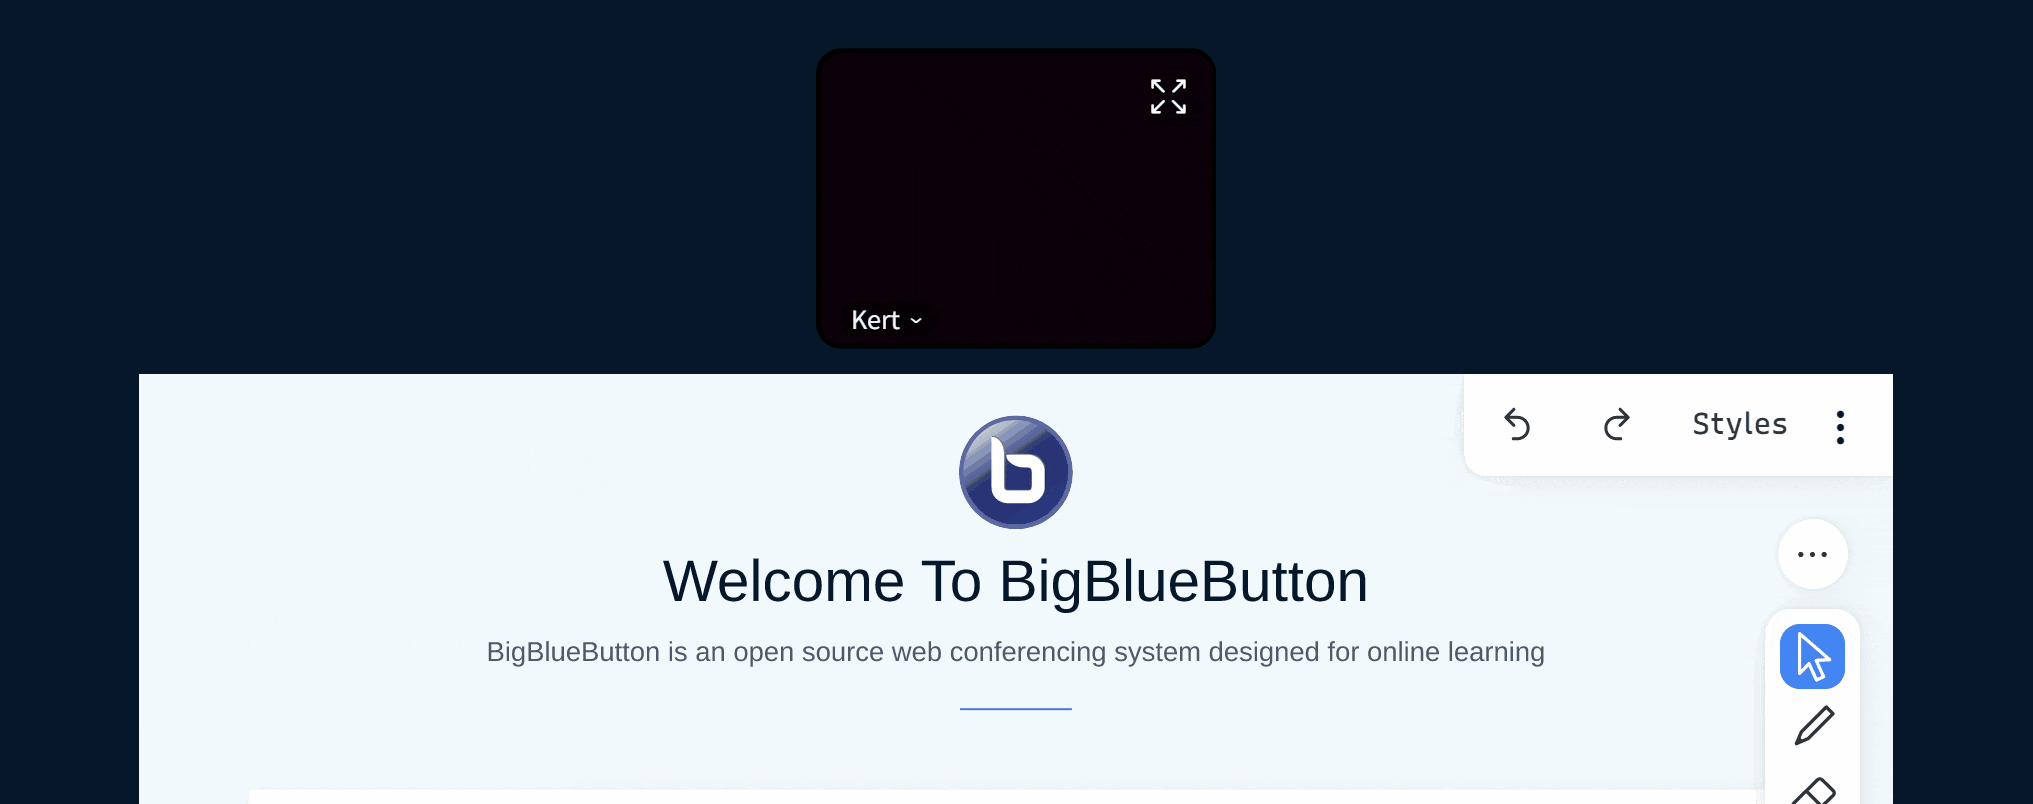 Kert
Styles
Welcome To BigBlueButton
BigBlueButton is an open source web conferencing system designed for online learning